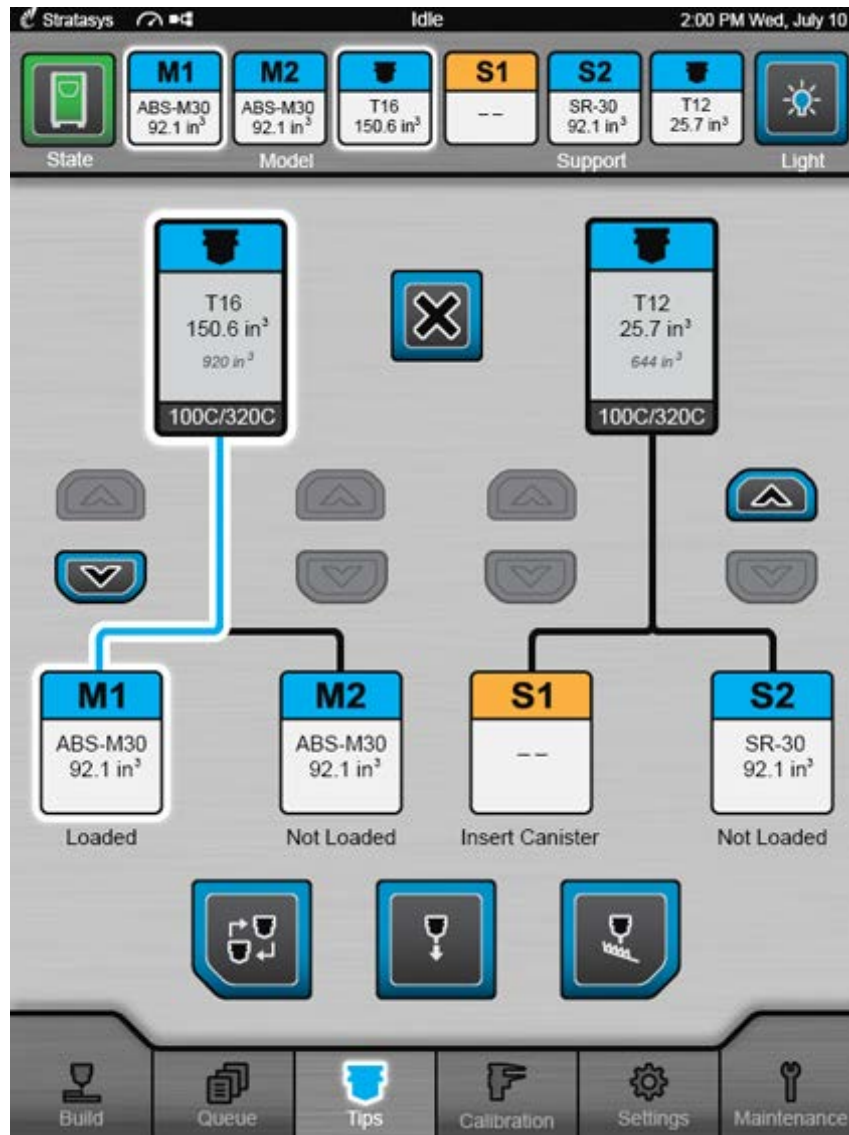 Stratasys Idle 2:00 PM Wed, July 10
M1 M2 S1 S2
ABS-M30 ABS-M30 T16 -- SR-30 T12
92.1 in³ 92.1 in³ 150.6 in³ 92.1 in³ 25.7 in³
State Model Support Light
T16
150.6 in³
920 in³
100C/320C
T12
25.7 in³
644 in³
100C/320C
M1
ABS-M30
92.1 in³
Loaded
M2
ABS-M30
92.1 in³
Not Loaded
S1
--
Insert Canister
S2
SR-30
92.1 in³
Not Loaded
Build Queue Tips Calibration Settings Maintenance